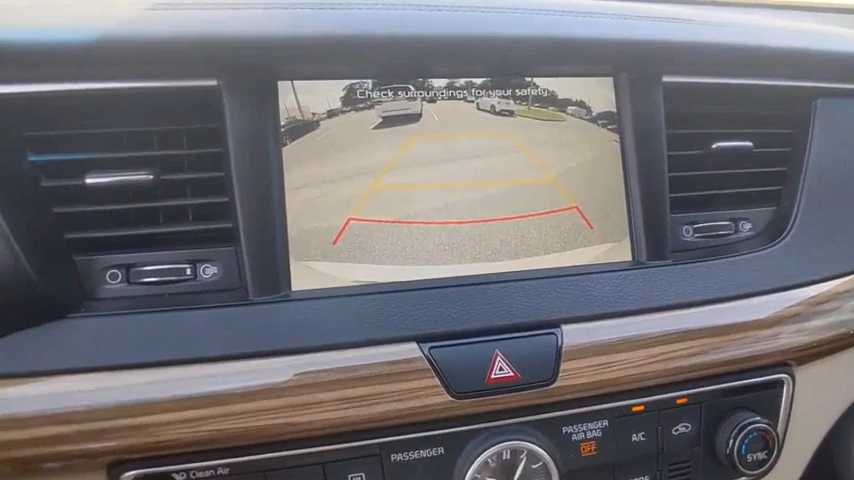 Check surroundings for your safety.
Clean Air
PASSENGER
PASSENGER
AIR BAG
OFF
A/C
SYNC